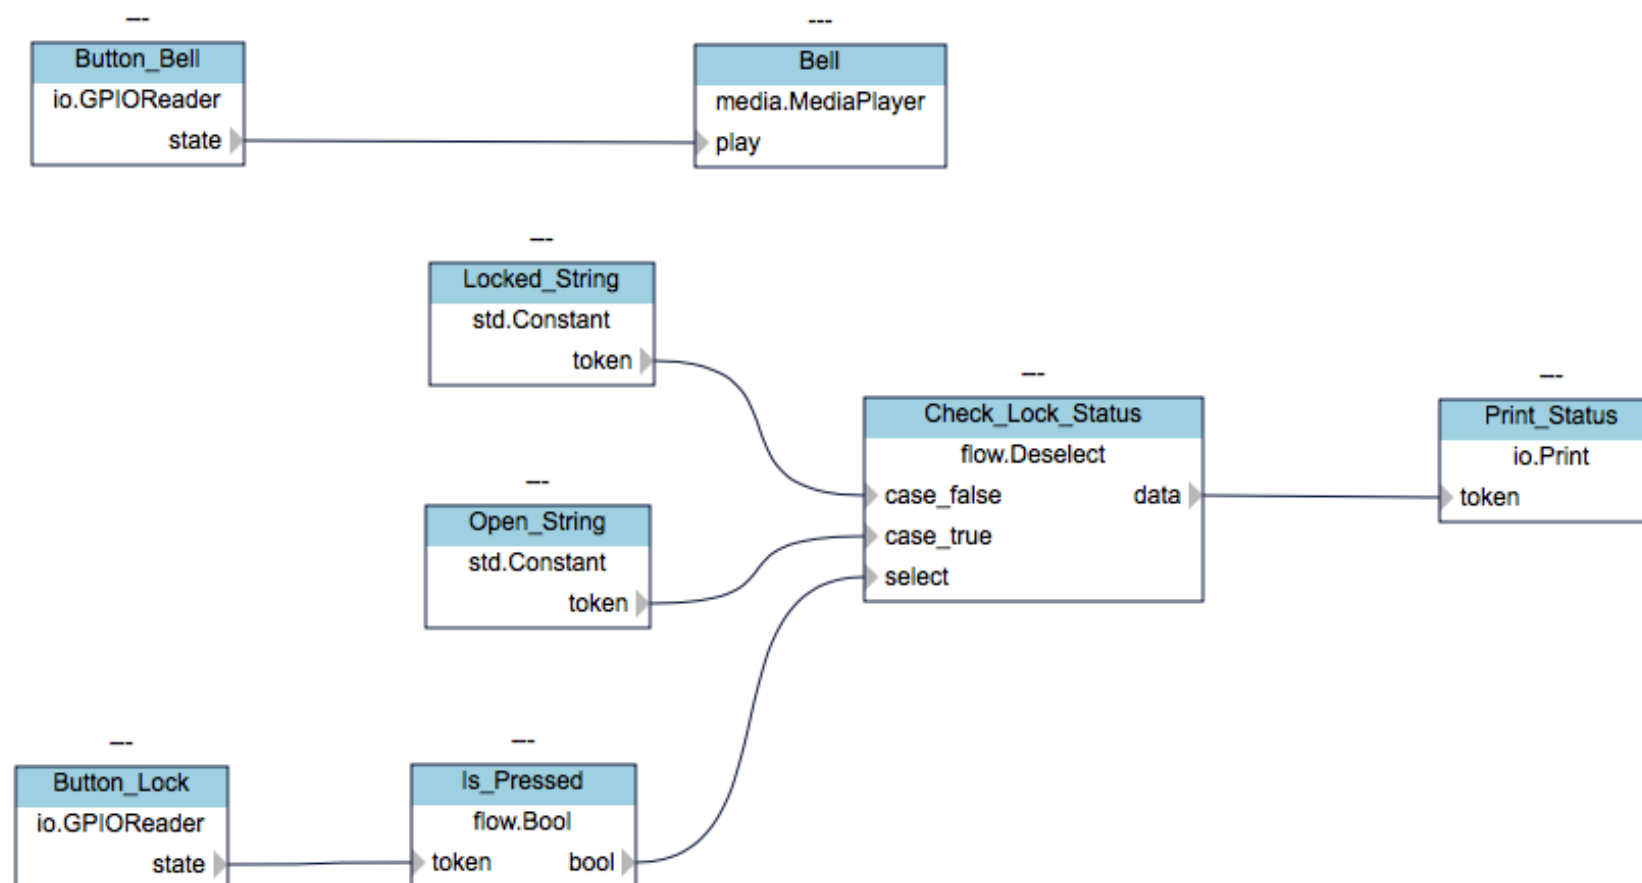 ---
Button_Bell
io.GPIOReader
state
---
Bell
media.MediaPlayer
play
---
Locked_String
std.Constant
token
---
Open_String
std.Constant
token
---
Check_Lock_Status
flow.Deselect
case_false data
case_true
select
---
Print_Status
io.Print
token
---
Button_Lock
io.GPIOReader
state
---
Is_Pressed
flow.Bool
token bool